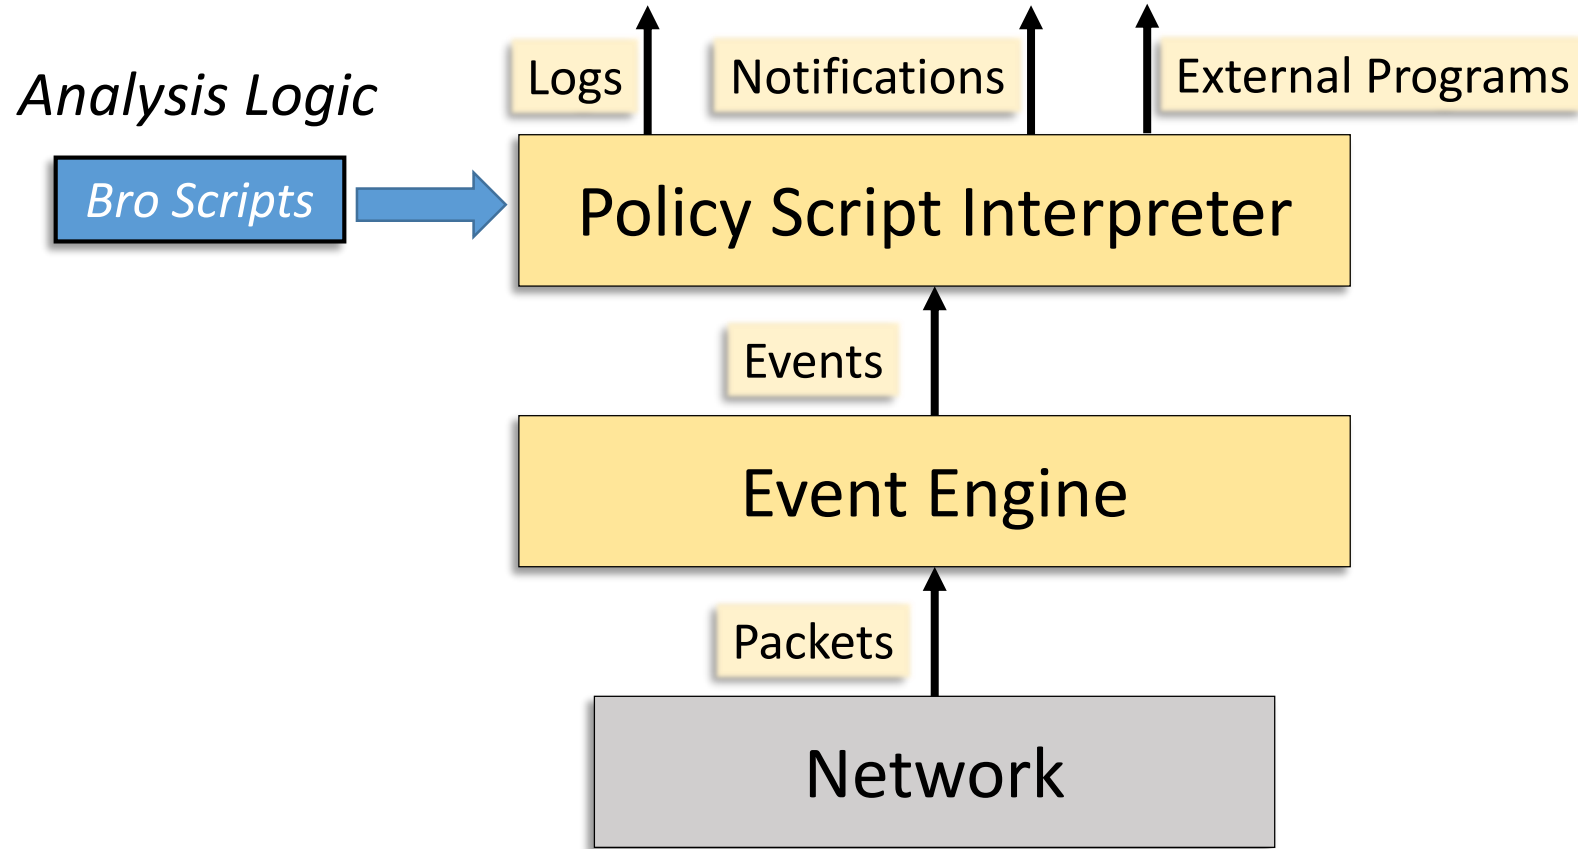 Logs
Notifications
External Programs
Analysis Logic
Bro Scripts
Policy Script Interpreter
Events
Event Engine
Packets
Network